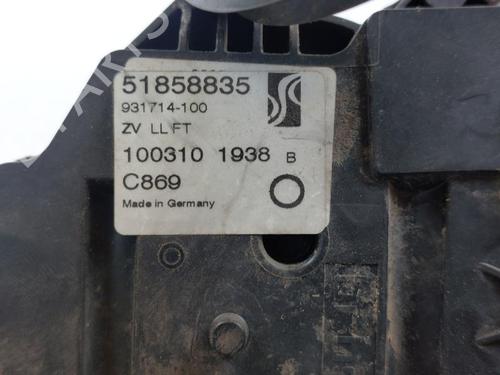 51858835
931714-100
ZV LL FT
100310 1938 B
C869
Made in Germany